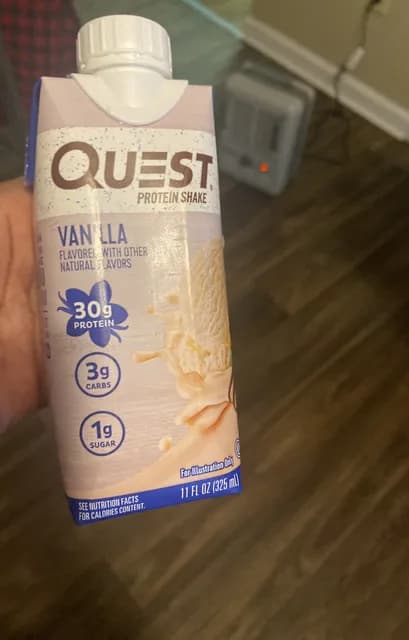 QUEST
PROTEIN SHAKE
VANILLA
FLAVORED WITH OTHER
NATURAL FLAVORS
30g
PROTEIN
3g
CARBS
1g
SUGAR
For Illustration Only
SEE NUTRITION FACTS
FOR CALORIES CONTENT.
11 FL OZ (325 mL)